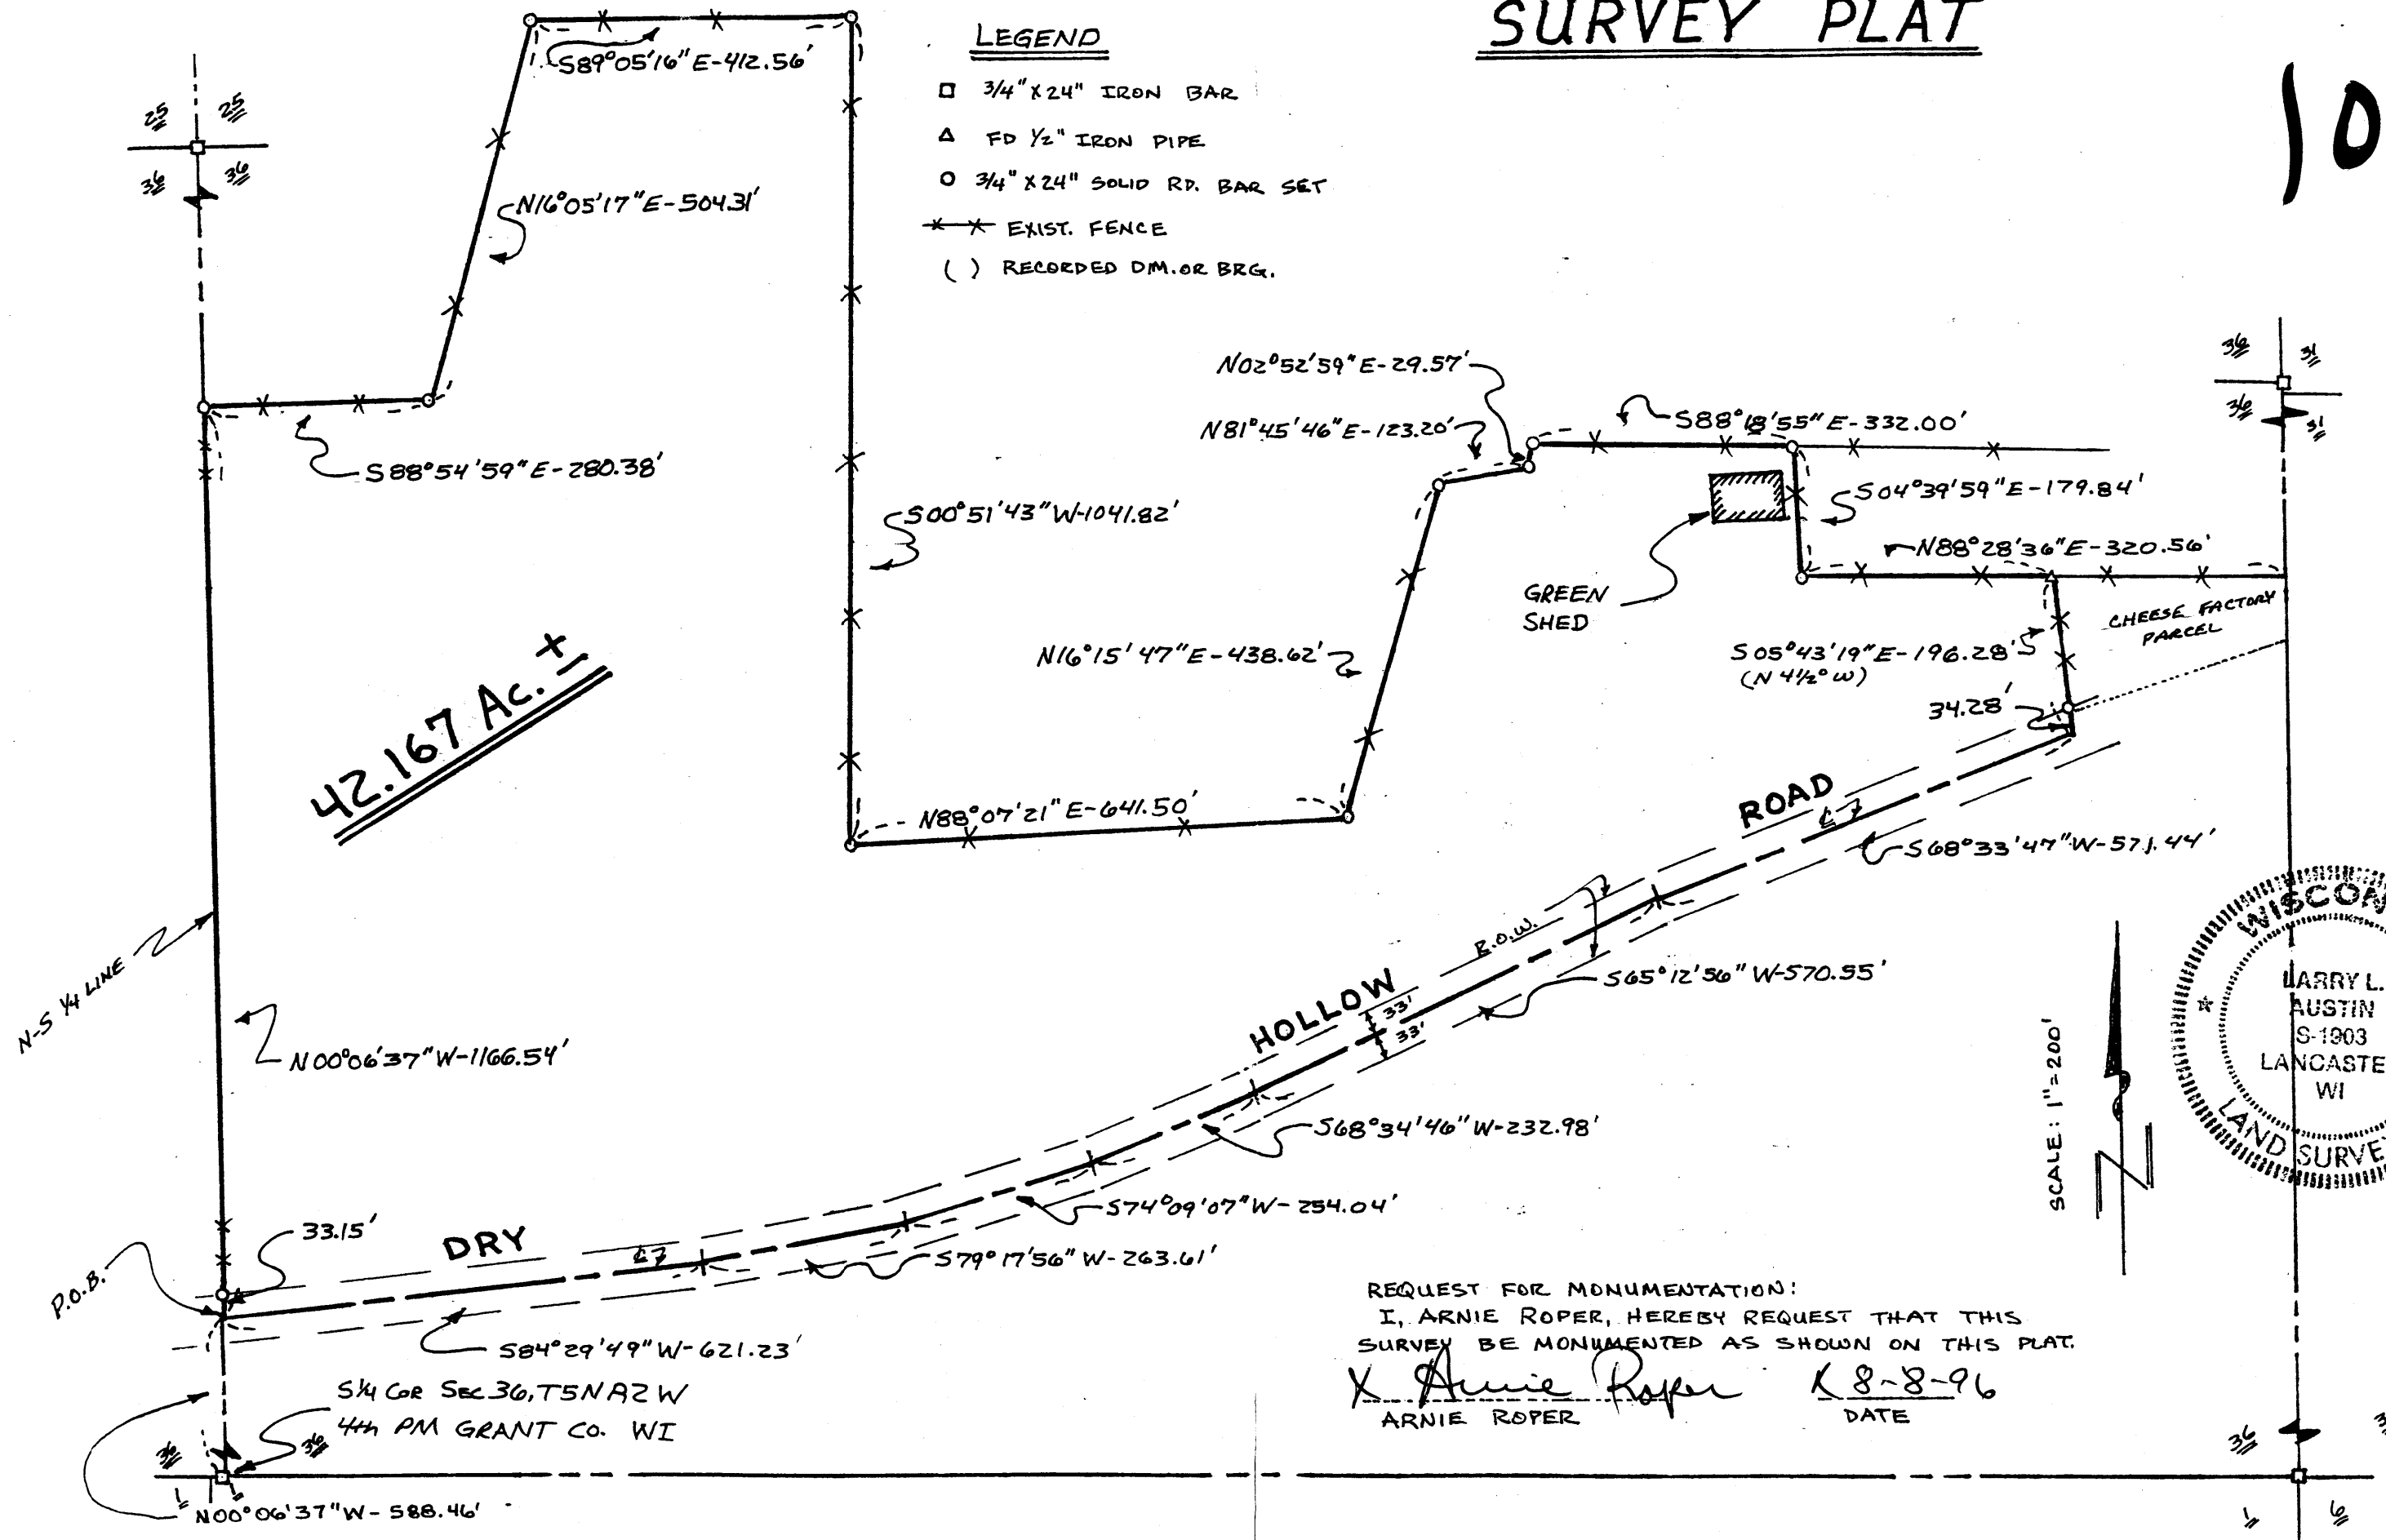 SURVEY PLAT
10
LEGEND
3/4" X 24" IRON BAR
FD 1/2" IRON PIPE
3/4" X 24" SOLID RD. BAR SET
EXIST. FENCE
( ) RECORDED DIM. OR BRG.
25 25
36 36
S89°05'16"E-412.56'
N16°05'17"E-504.31'
S88°54'59"E-280.38'
S00°51'43"W-1041.82'
N02°52'59"E-29.57'
N81°45'46"E-123.20'
S88°18'55"E-332.00'
36 31
36 31
S04°39'59"E-179.84'
N88°28'36"E-320.56'
GREEN
SHED
CHEESE FACTORY
PARCEL
N16°15'47"E-438.62'
S05°43'19"E-196.28'
(N 4½° W)
34.28'
42.167 Ac. ±
N88°07'21"E-641.50'
ROAD
S68°33'47"W-571.44'
R.O.W.
S65°12'56"W-570.55'
HOLLOW
33'
33'
N-S ¼ LINE
N00°06'37"W-1166.54'
S68°34'46"W-232.98'
S74°09'07"W-254.04'
S79°17'56"W-263.61'
33.15'
DRY
P.O.B.
S84°29'49"W-621.23'
S¼ COR SEC 36, T5N R2W
4th PM GRANT CO. WI
36 36
1 1
N00°06'37"W-588.46'
SCALE: 1"=200'
WISCON
LARRY L.
AUSTIN
S-1903
LANCASTE
WI
LAND SURVE
REQUEST FOR MONUMENTATION:
I, ARNIE ROPER, HEREBY REQUEST THAT THIS
SURVEY BE MONUMENTED AS SHOWN ON THIS PLAT.
X Arnie Roper X 8-8-96
ARNIE ROPER DATE
36
1 6